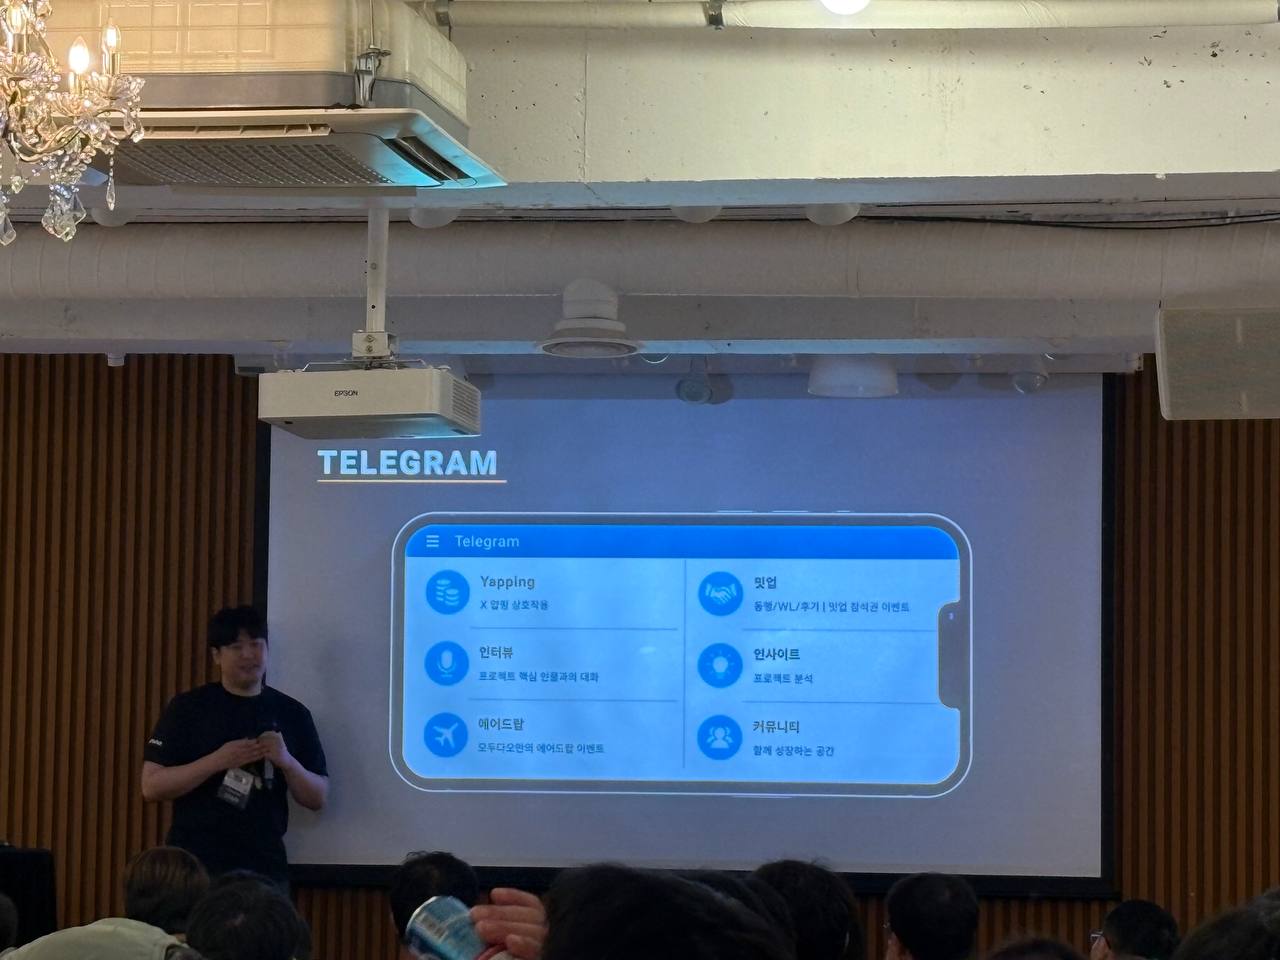 EPSON
TELEGRAM
Telegram
Yapping
X 얍핑 상호작용
인터뷰
프로젝트 핵심 인물과의 대화
에어드랍
모두다오만의 에어드랍 이벤트
밋업
동행/WL/후기 | 밋업 참석권 이벤트
인사이트
프로젝트 분석
커뮤니티
함께 성장하는 공간